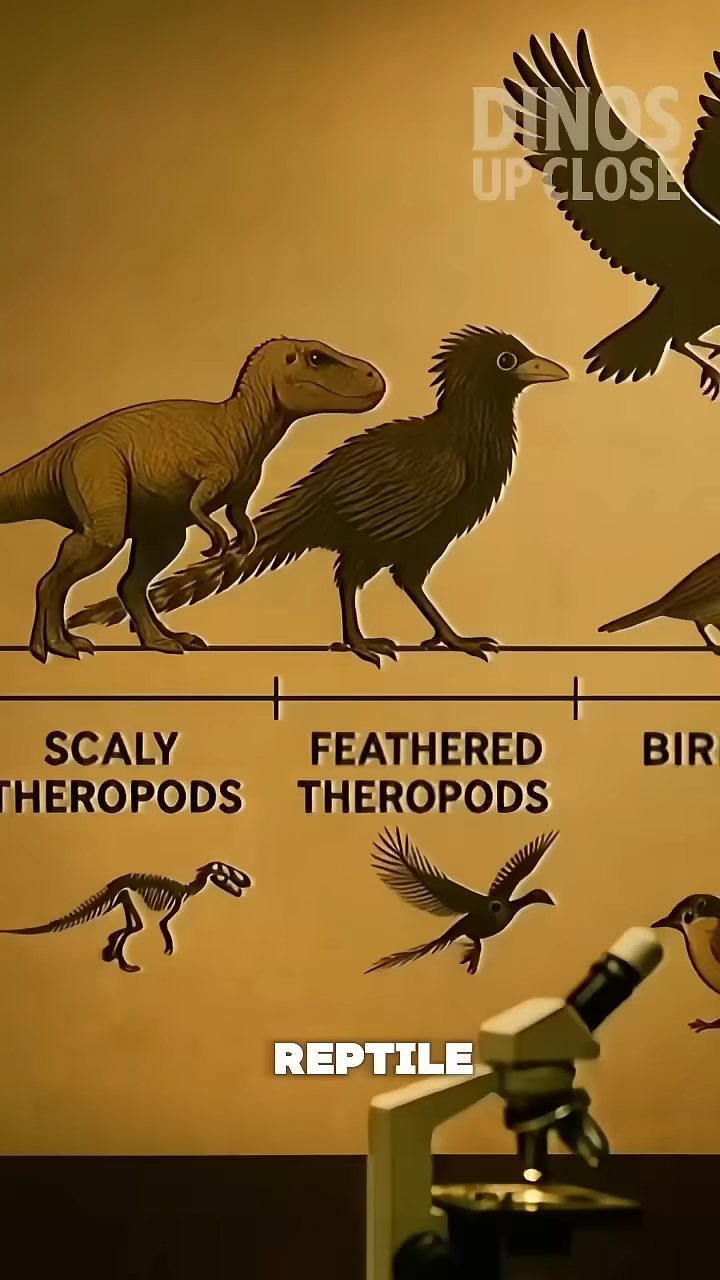 DINOS
UP CLOSE
SCALY
THEROPODS
FEATHERED
THEROPODS
REPTILE